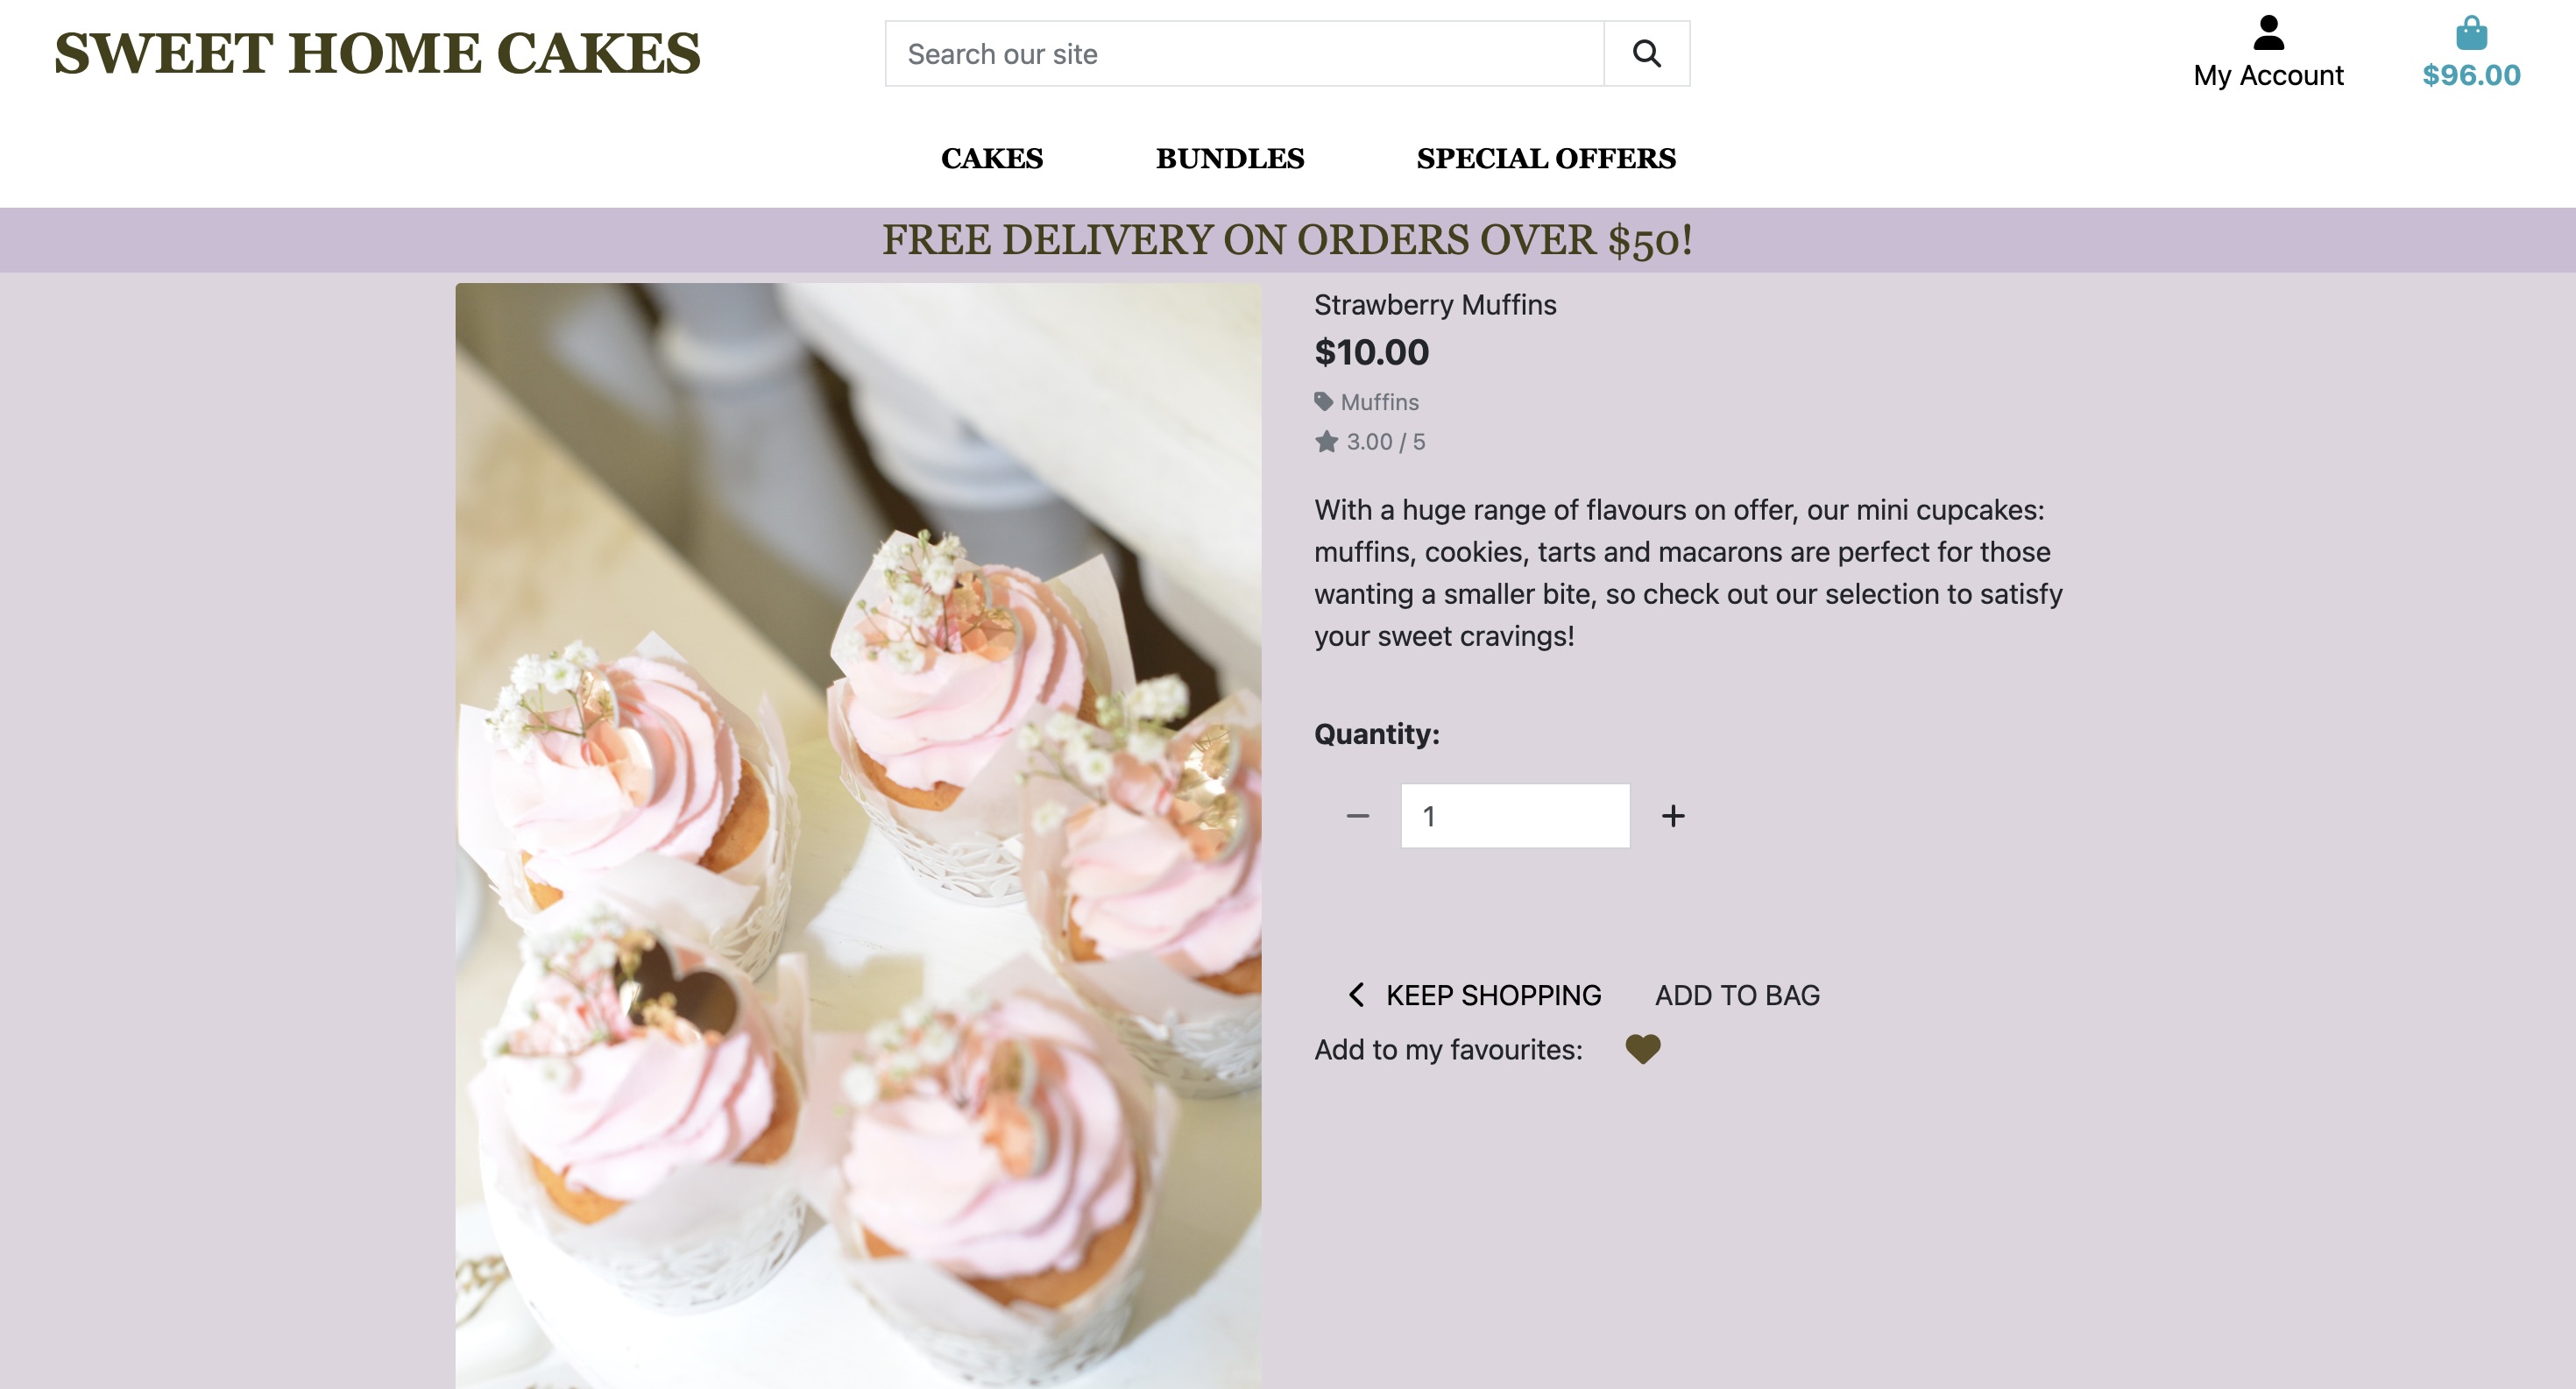 SWEET HOME CAKES
Search our site
My Account
$96.00
CAKES
BUNDLES
SPECIAL OFFERS
FREE DELIVERY ON ORDERS OVER $50!
Strawberry Muffins
$10.00
Muffins
3.00 / 5
With a huge range of flavours on offer, our mini cupcakes:
muffins, cookies, tarts and macarons are perfect for those
wanting a smaller bite, so check out our selection to satisfy
your sweet cravings!
Quantity:
1
KEEP SHOPPING
ADD TO BAG
Add to my favourites: